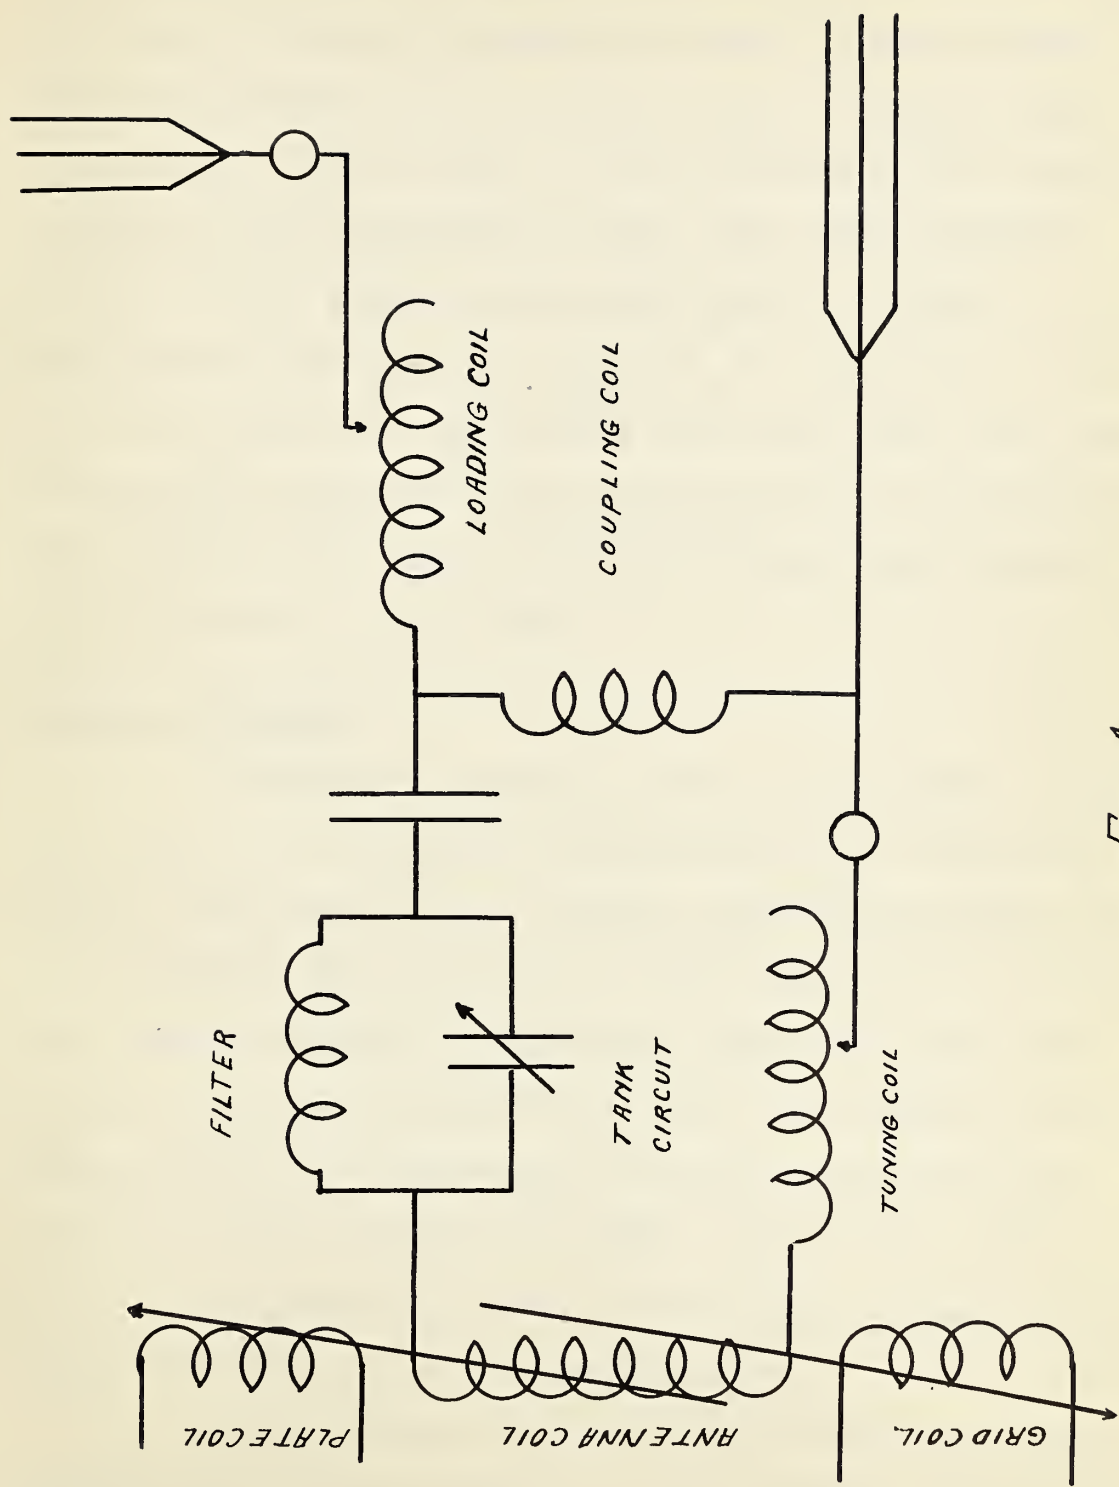 LOADING COIL
COUPLING COIL
FILTER
TANK
CIRCUIT
TUNING COIL
PLATE COIL
ANTENNA COIL
GRID COIL.